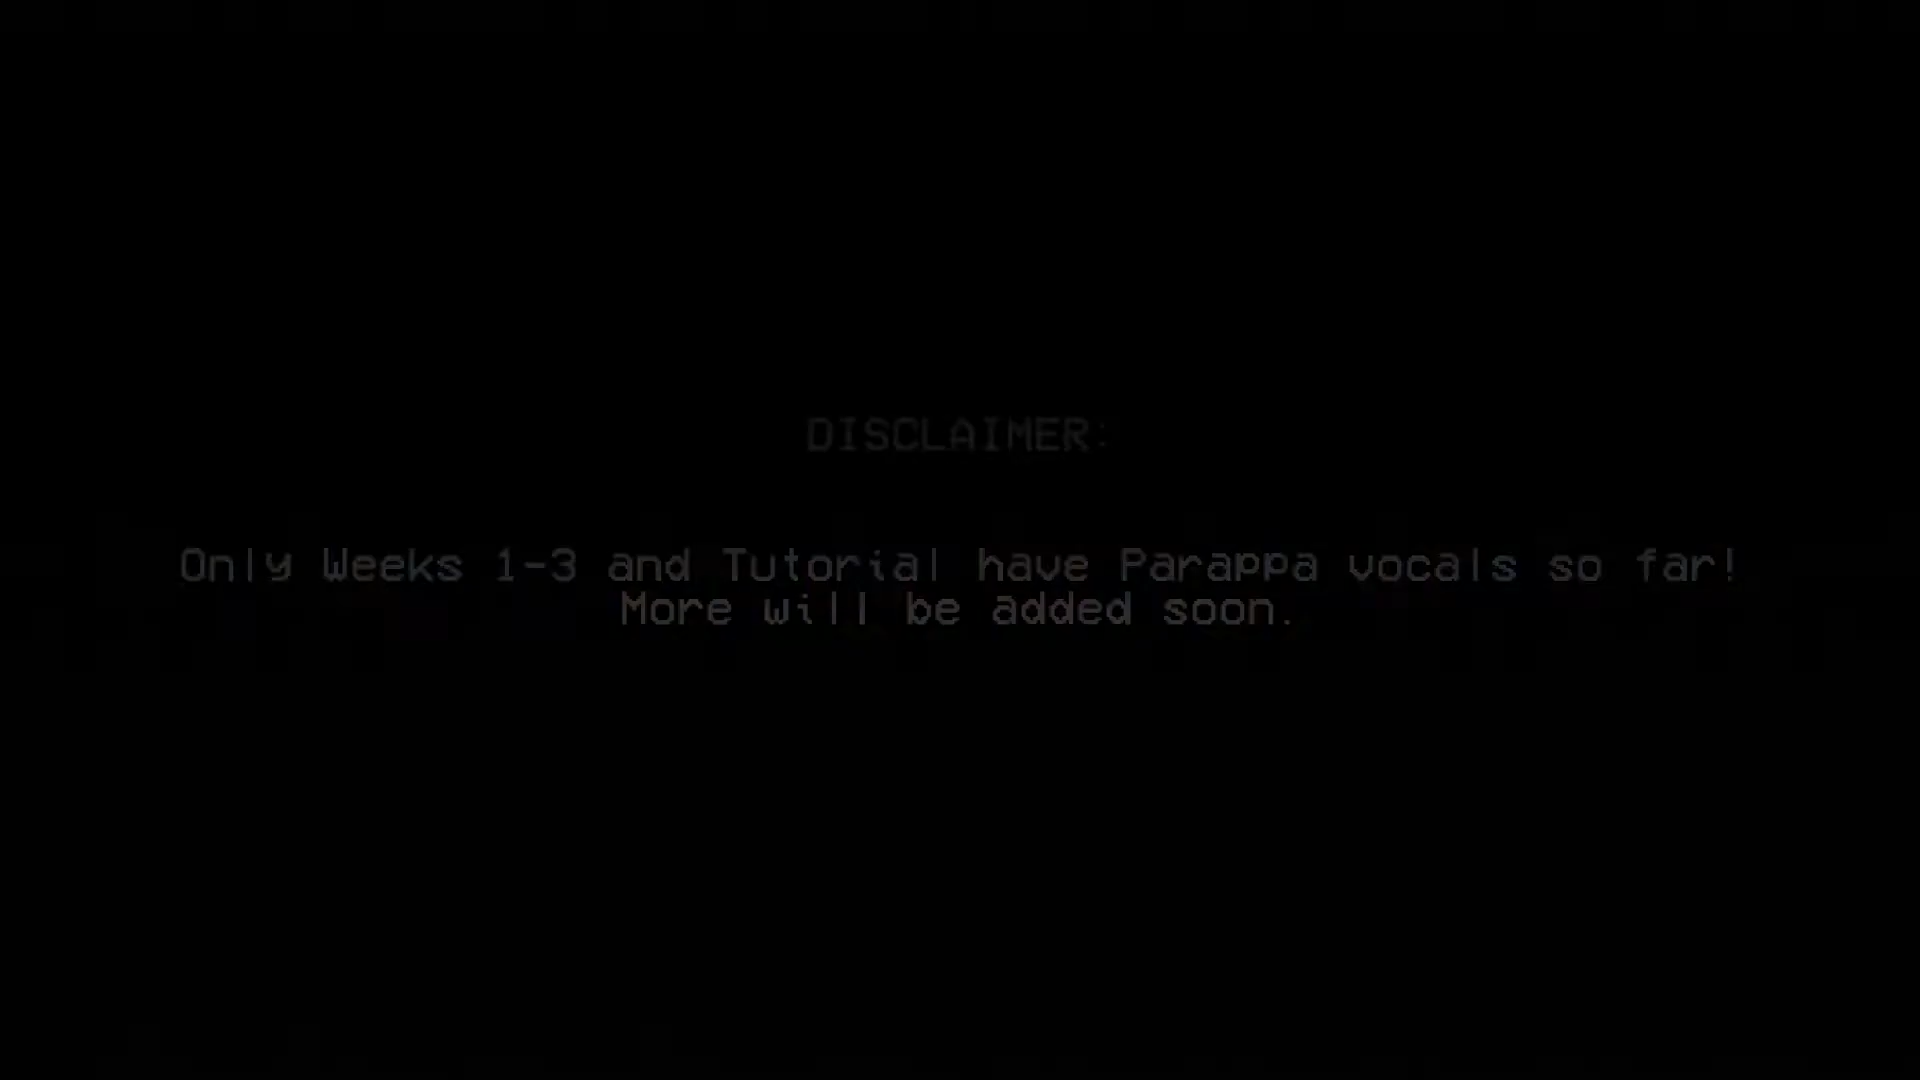 DISCLAIMER:
Only Weeks 1-3 and Tutorial have Parappa vocals so far!
More will be added soon.